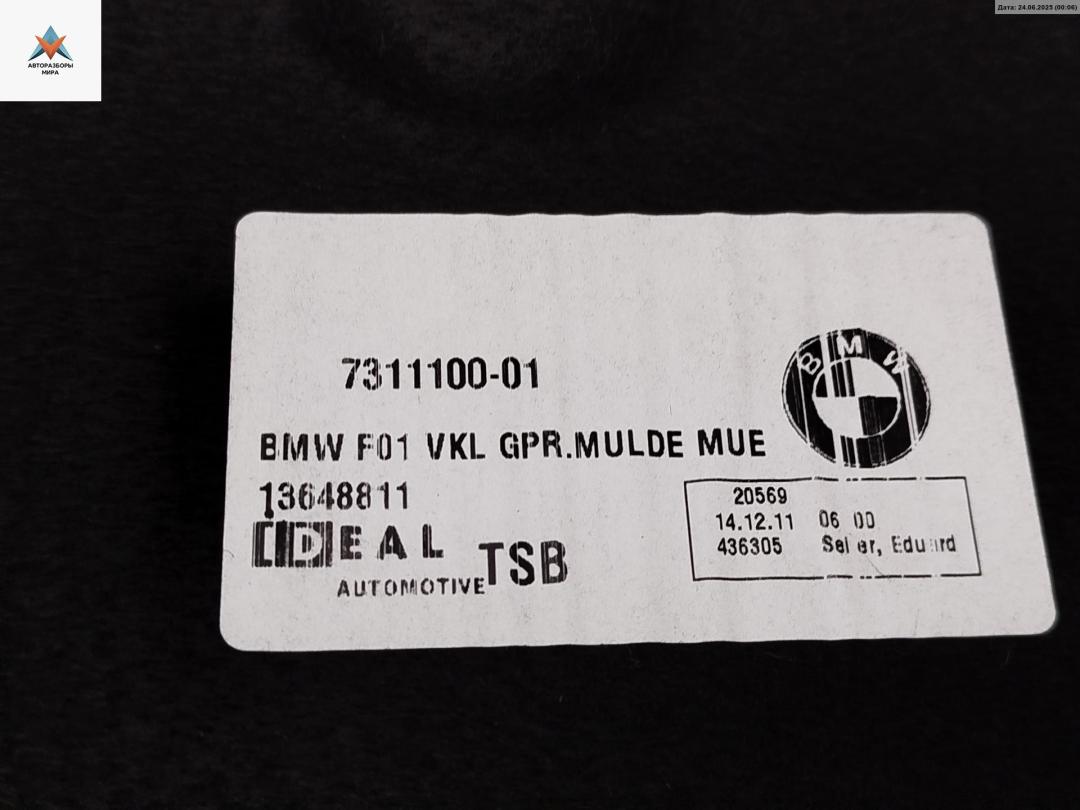 АВТОРАЗБОРЫ
МИРА
Дата: 24.06.2025 (00:06)
7311100-01
BMW
BMW F01 VKL GPR.MULDE MUE
13648811
20569
14.12.11 06 00
436305 Eduard
IDEAL
AUTOMOTIVE TSB